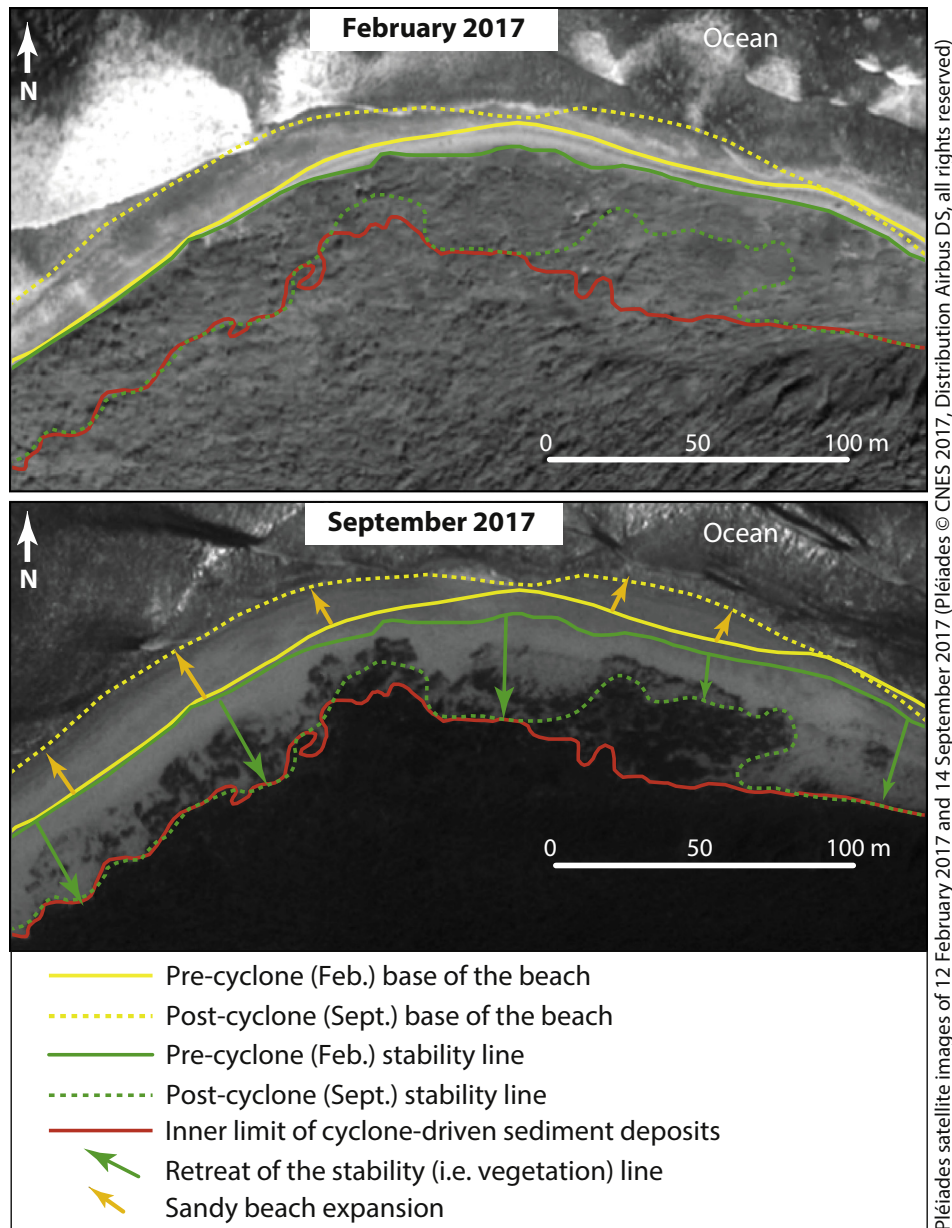 February 2017
Ocean
N
0 50 100 m
September 2017
Ocean
N
0 50 100 m
Pre-cyclone (Feb.) base of the beach
Post-cyclone (Sept.) base of the beach
Pre-cyclone (Feb.) stability line
Post-cyclone (Sept.) stability line
Inner limit of cyclone-driven sediment deposits
Retreat of the stability (i.e. vegetation) line
Sandy beach expansion
Pléiades satellite images of 12 February 2017 and 14 September 2017 (Pléiades © CNES 2017, Distribution Airbus DS, all rights reserved)